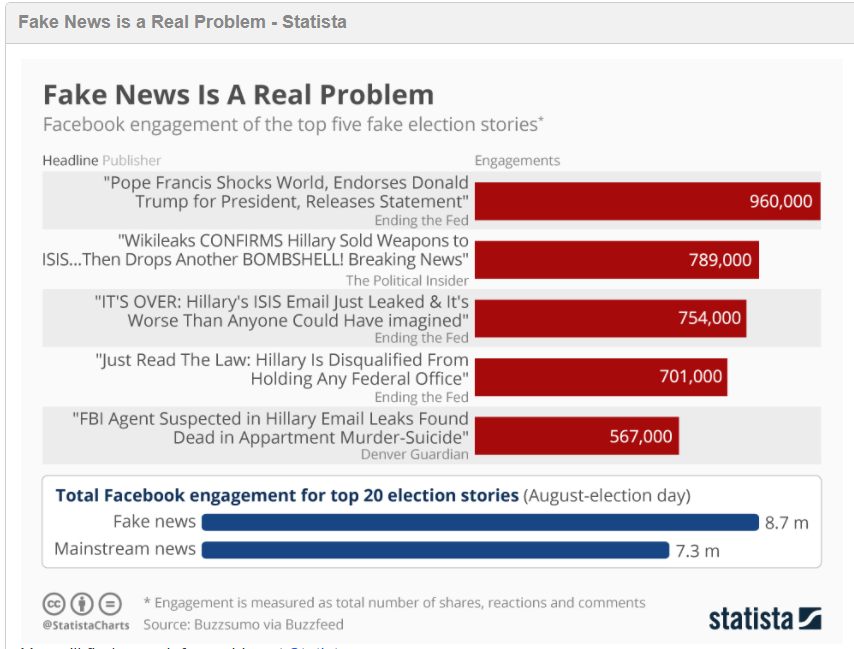 Fake News is a Real Problem - Statista
Fake News Is A Real Problem
Facebook engagement of the top five fake election stories*
Headline Publisher
Engagements
"Pope Francis Shocks World, Endorses Donald
Trump for President, Releases Statement"
Ending the Fed
960,000
"Wikileaks CONFIRMS Hillary Sold Weapons to
ISIS...Then Drops Another BOMBSHELL! Breaking News"
The Political Insider
789,000
"IT'S OVER: Hillary's ISIS Email Just Leaked & It's
Worse Than Anyone Could Have imagined"
Ending the Fed
754,000
"Just Read The Law: Hillary Is Disqualified From
Holding Any Federal Office"
Ending the Fed
701,000
"FBI Agent Suspected in Hillary Email Leaks Found
Dead in Appartment Murder-Suicide"
Denver Guardian
567,000
Total Facebook engagement for top 20 election stories (August-election day)
Fake news 8.7 m
Mainstream news 7.3 m
cc
* Engagement is measured as total number of shares, reactions and comments
@StatistaCharts Source: Buzzsumo via Buzzfeed
statista